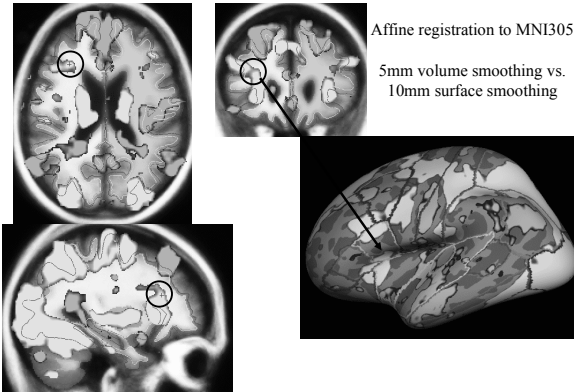 Affine registration to MNI305
5mm volume smoothing vs.
10mm surface smoothing